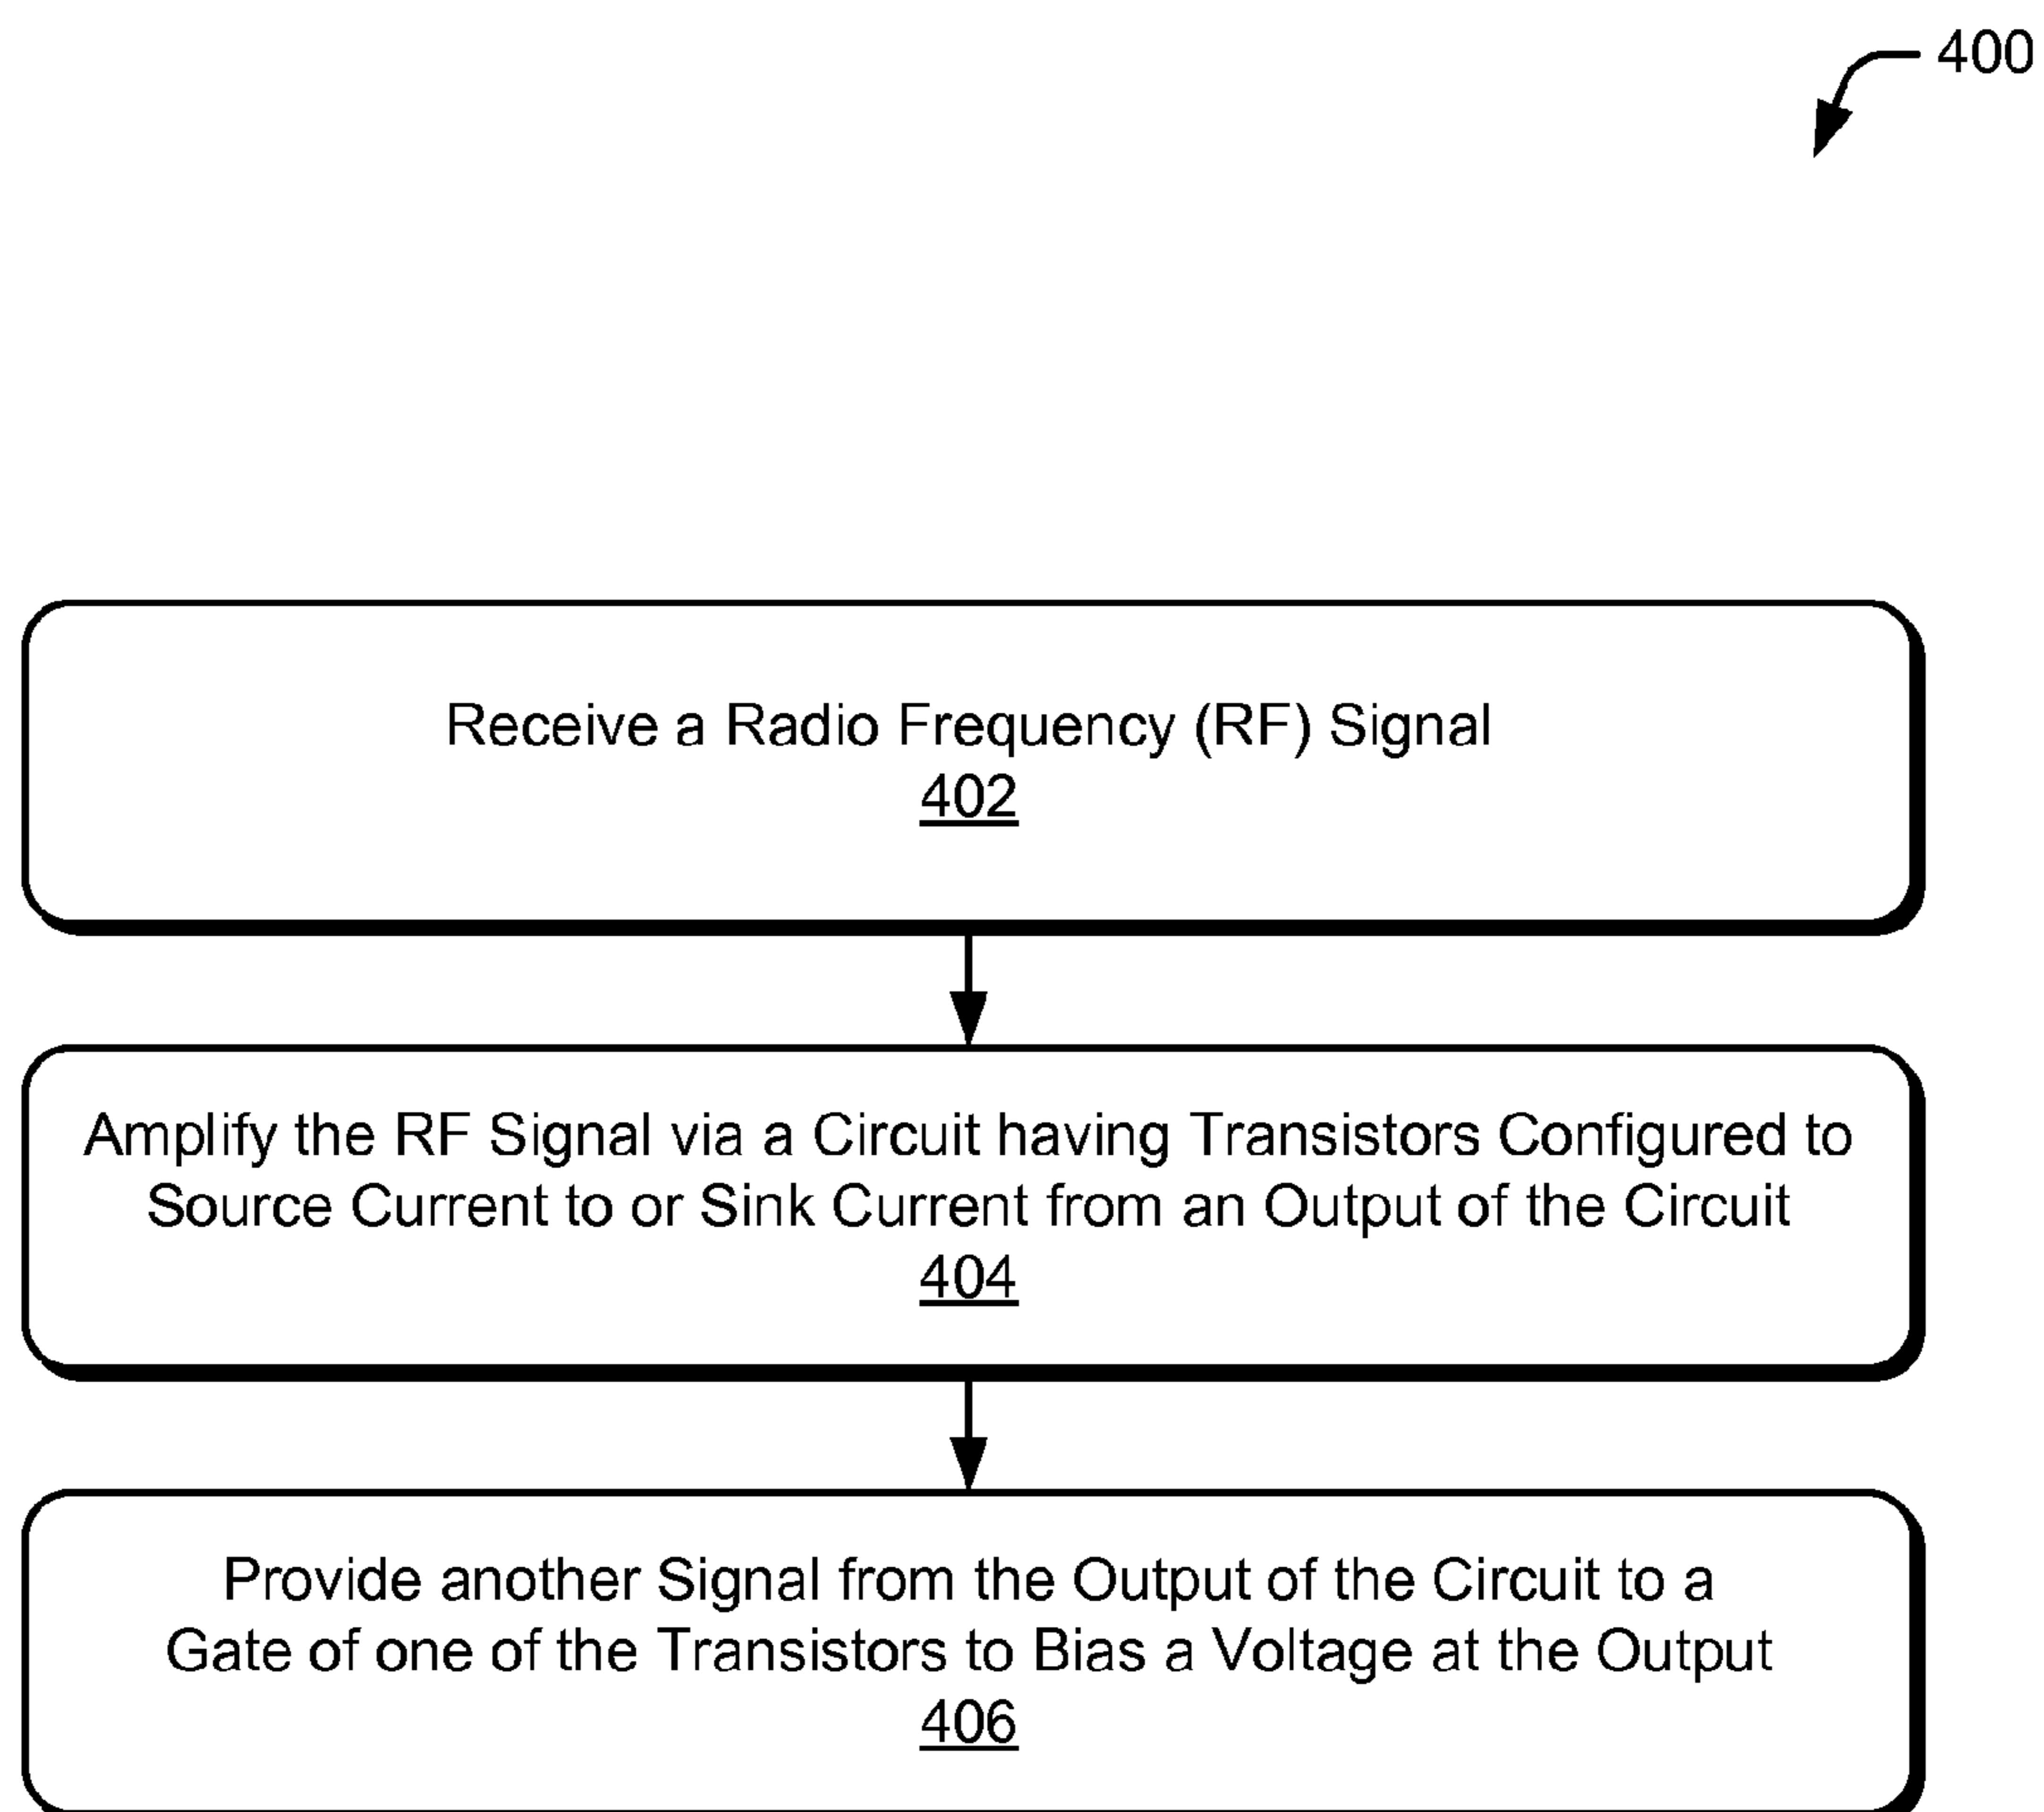 400
Receive a Radio Frequency (RF) Signal
402
Amplify the RF Signal via a Circuit having Transistors Configured to
Source Current to or Sink Current from an Output of the Circuit
404
Provide another Signal from the Output of the Circuit to a
Gate of one of the Transistors to Bias a Voltage at the Output
406